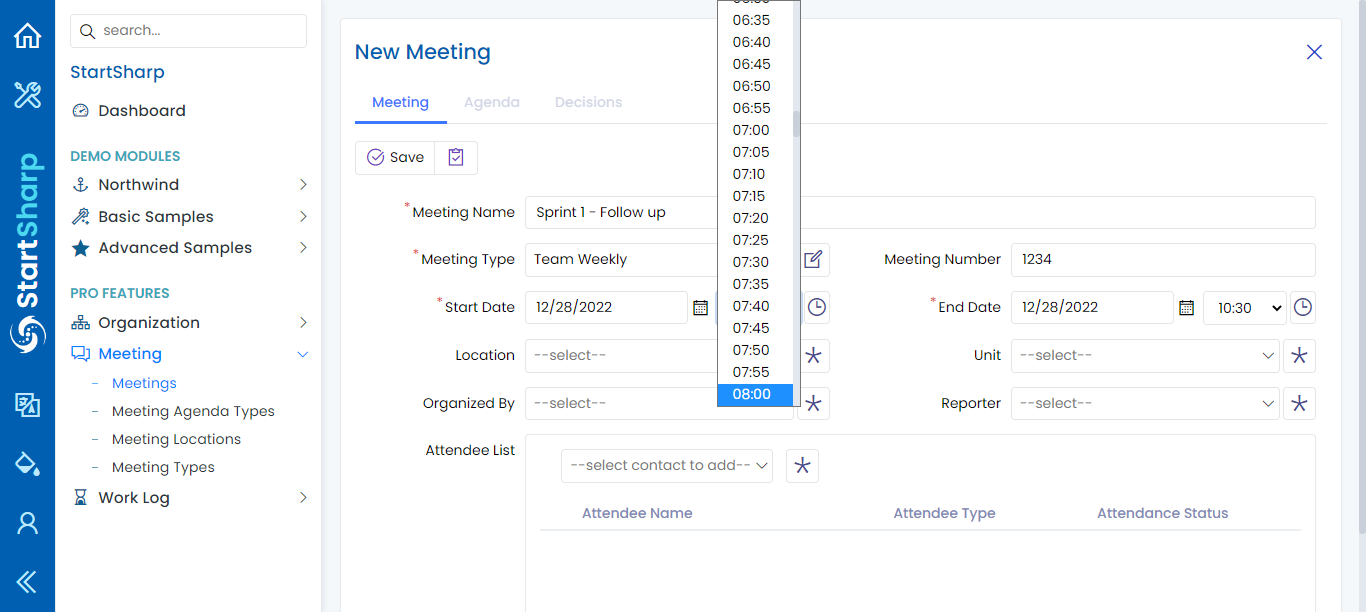 search...
StartSharp
Dashboard
DEMO MODULES
Northwind
Basic Samples
Advanced Samples
PRO FEATURES
Organization
Meeting
- Meetings
- Meeting Agenda Types
- Meeting Locations
- Meeting Types
Work Log
StartSharp
New Meeting
Meeting Agenda Decisions
Save
*Meeting Name Sprint 1 - Follow up
*Meeting Type Team Weekly
Meeting Number 1234
*Start Date 12/28/2022
*End Date 12/28/2022 10:30
Location --select--
Unit --select--
Organized By --select--
Reporter --select--
Attendee List --select contact to add--
Attendee Name Attendee Type Attendance Status
06:35
06:40
06:45
06:50
06:55
07:00
07:05
07:10
07:15
07:20
07:25
07:30
07:35
07:40
07:45
07:50
07:55
08:00